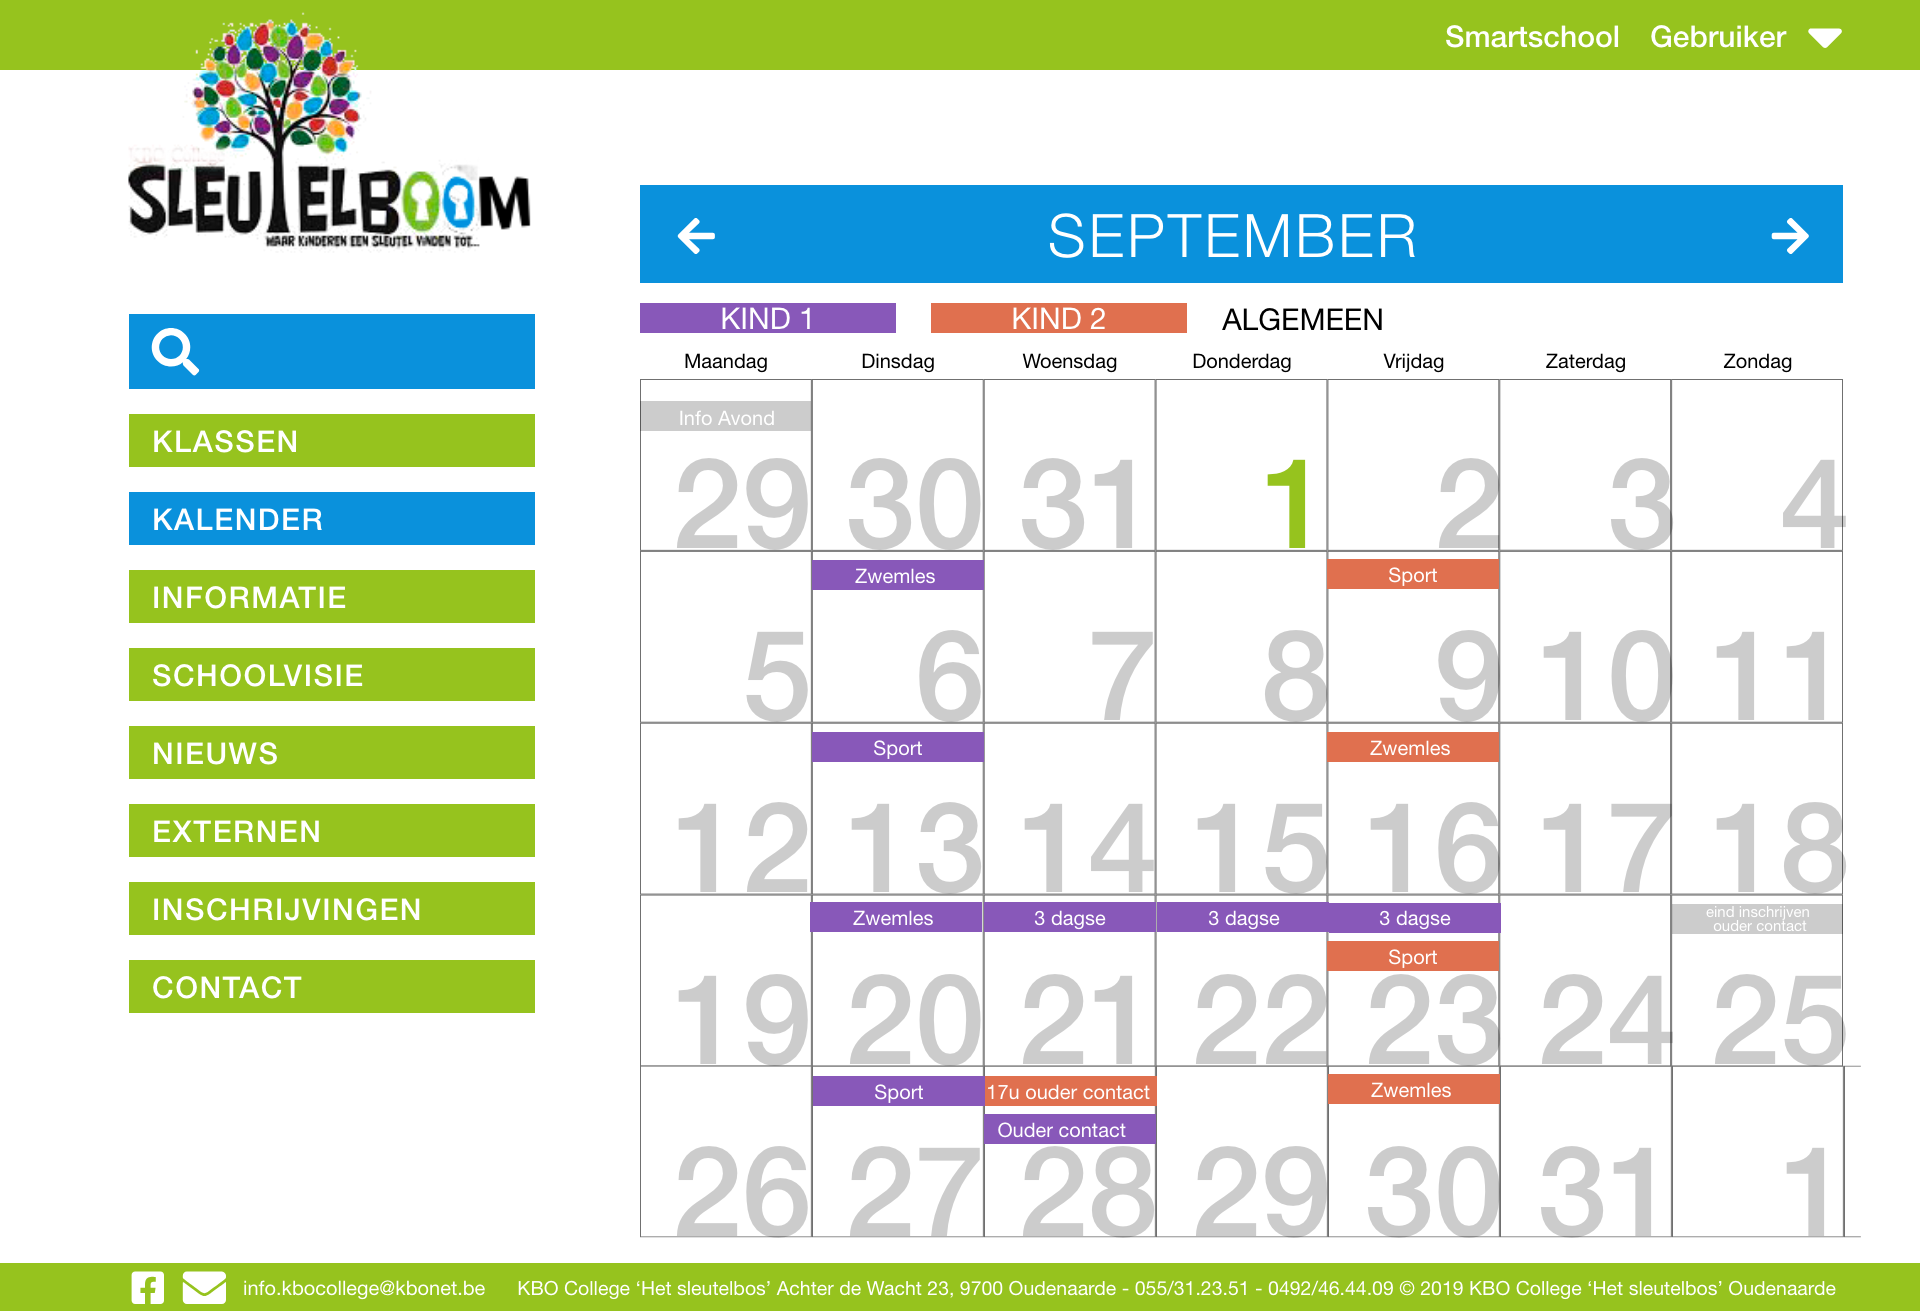 Smartschool Gebruiker
KBO College
SLEUTELBOOM
WAAR KINDEREN EEN SLEUTEL VINDEN TOT...
SEPTEMBER
KLASSEN
KALENDER
INFORMATIE
SCHOOLVISIE
NIEUWS
EXTERNEN
INSCHRIJVINGEN
CONTACT
KIND 1 KIND 2 ALGEMEEN
Maandag Dinsdag Woensdag Donderdag Vrijdag Zaterdag Zondag
Info Avond
29 30 31 1 2 3 4
Zwemles Sport
5 6 7 8 9 10 11
Sport Zwemles
12 13 14 15 16 17 18
Zwemles 3 dagse 3 dagse 3 dagse eind inschrijven
ouder contact
Sport
19 20 21 22 23 24 25
Sport 17u ouder contact Zwemles
Ouder contact
26 27 28 29 30 31 1
info.kbocollege@kbonet.be KBO College ‘Het sleutelbos’ Achter de Wacht 23, 9700 Oudenaarde - 055/31.23.51 - 0492/46.44.09 © 2019 KBO College ‘Het sleutelbos’ Oudenaarde